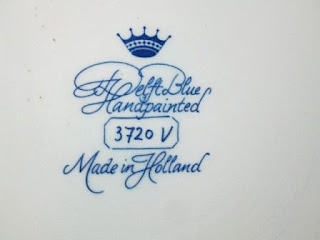 Delft Blue
Handpainted
3720 V
Made in Holland